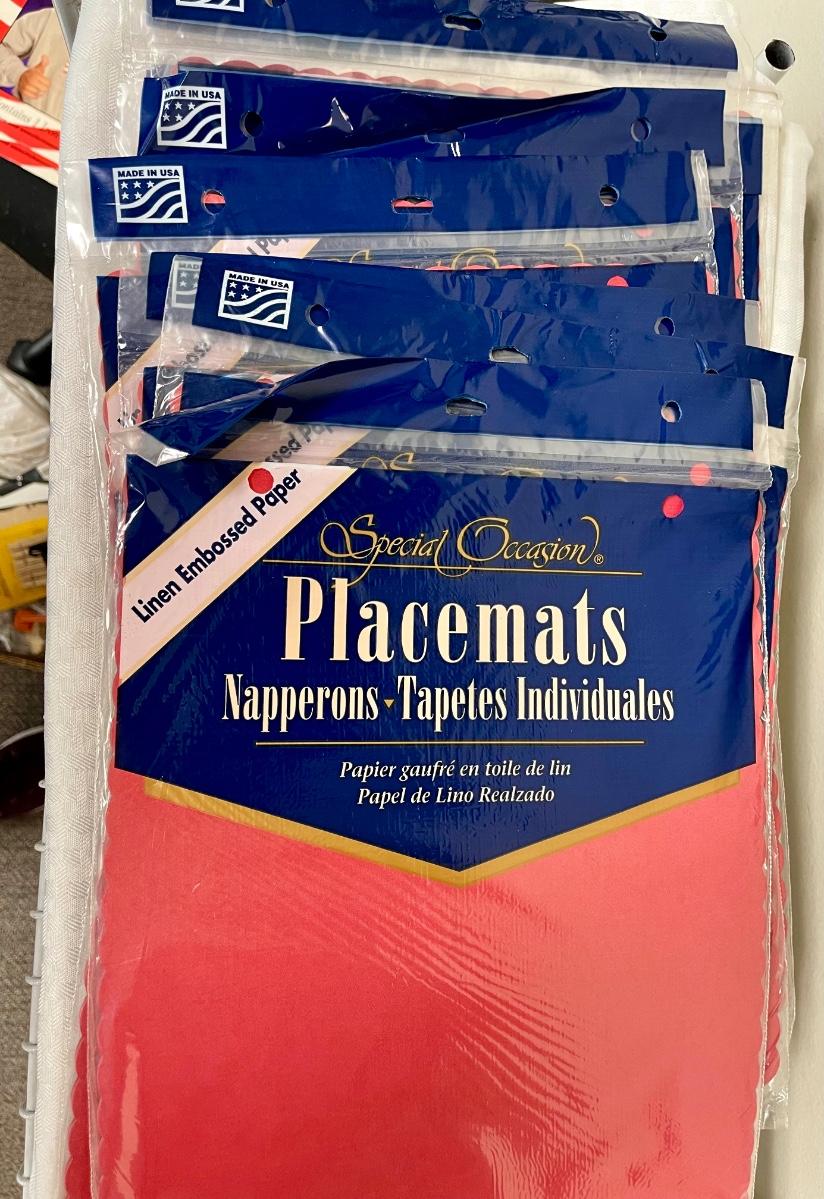 MADE IN USA
MADE IN USA
MADE IN USA
Linen Embossed Paper
Special Occasion®
Placemats
Napperons ▾ Tapetes Individuales
Papier gaufré en toile de lin
Papel de Lino Realzado